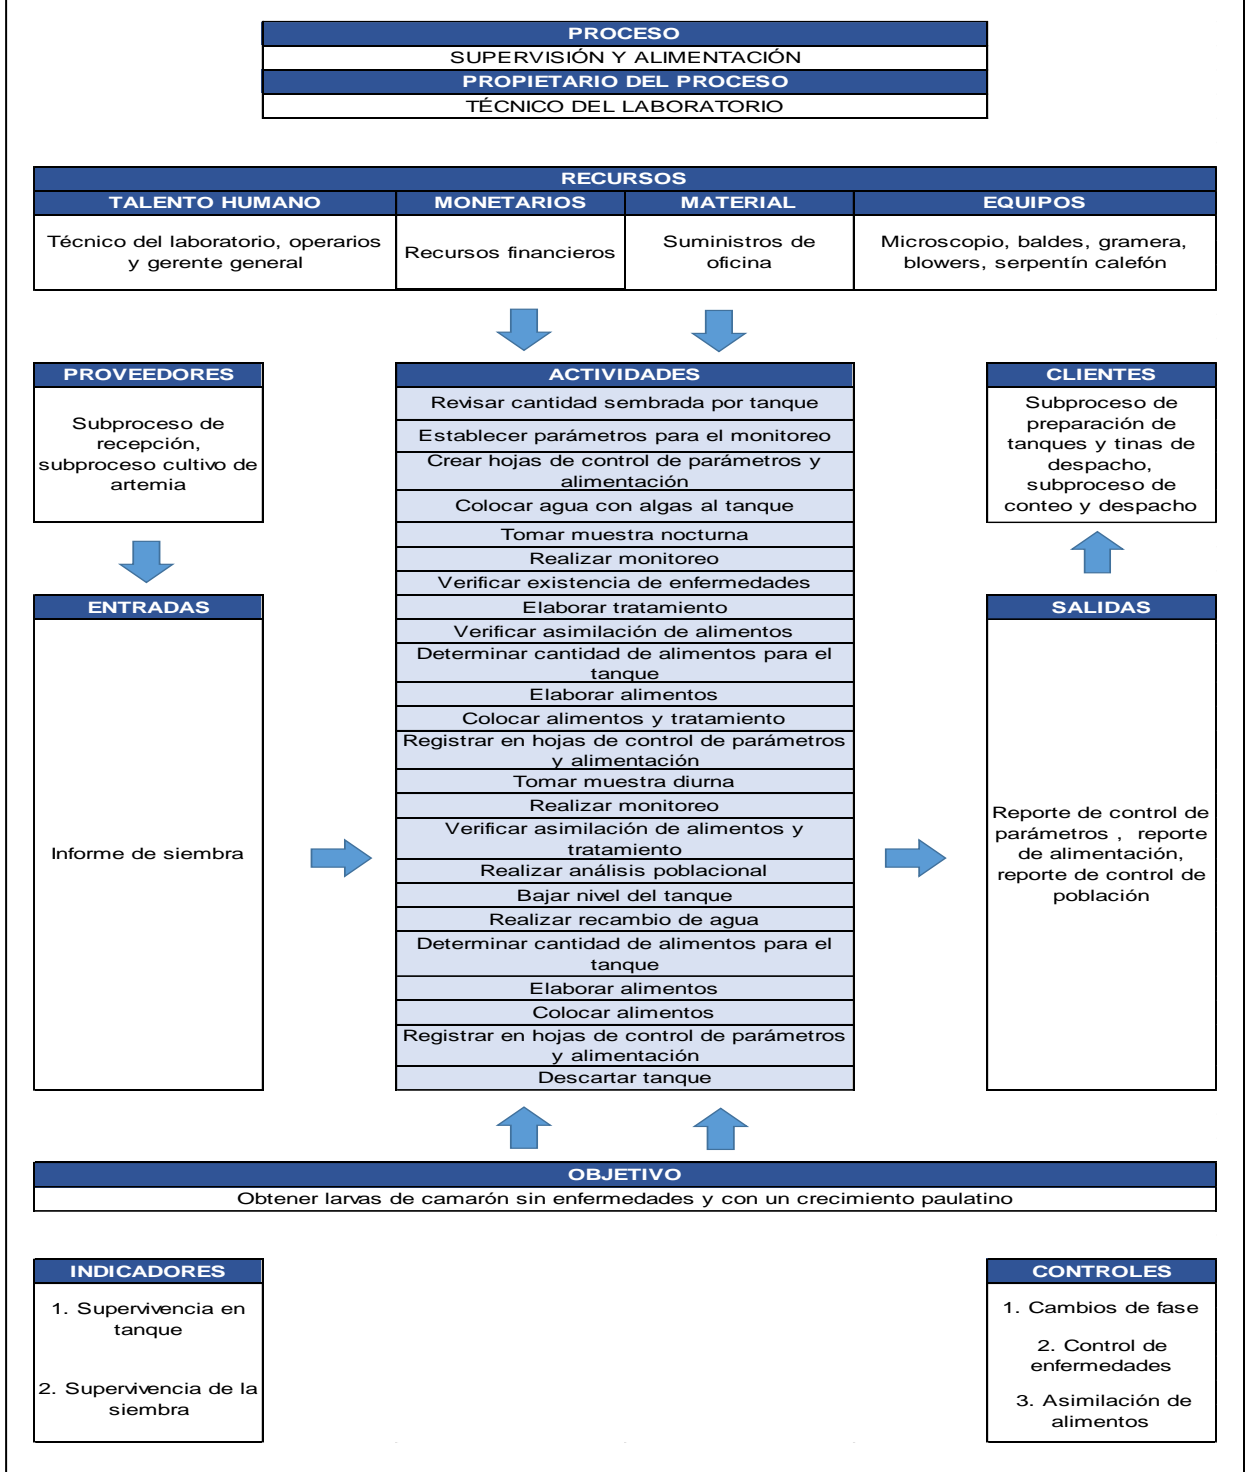 PROCESO
SUPERVISIÓN Y ALIMENTACIÓN
PROPIETARIO DEL PROCESO
TÉCNICO DEL LABORATORIO
RECURSOS
TALENTO HUMANO
MONETARIOS
MATERIAL
EQUIPOS
Técnico del laboratorio, operarios
y gerente general
Recursos financieros
Suministros de
oficina
Microscopio, baldes, gramera,
blowers, serpentín calefón
PROVEEDORES
Subproceso de
recepción,
subproceso cultivo de
artemia
ENTRADAS
Informe de siembra
ACTIVIDADES
Revisar cantidad sembrada por tanque
Establecer parámetros para el monitoreo
Crear hojas de control de parámetros y
alimentación
Colocar agua con algas al tanque
Tomar muestra nocturna
Realizar monitoreo
Verificar existencia de enfermedades
Elaborar tratamiento
Verificar asimilación de alimentos
Determinar cantidad de alimentos para el
tanque
Elaborar alimentos
Colocar alimentos y tratamiento
Registrar en hojas de control de parámetros
y alimentación
Tomar muestra diurna
Realizar monitoreo
Verificar asimilación de alimentos y
tratamiento
Realizar análisis poblacional
Bajar nivel del tanque
Realizar recambio de agua
Determinar cantidad de alimentos para el
tanque
Elaborar alimentos
Colocar alimentos
Registrar en hojas de control de parámetros
y alimentación
Descartar tanque
CLIENTES
Subproceso de
preparación de
tanques y tinas de
despacho,
subproceso de
conteo y despacho
SALIDAS
Reporte de control de
parámetros , reporte
de alimentación,
reporte de control de
población
OBJETIVO
Obtener larvas de camarón sin enfermedades y con un crecimiento paulatino
INDICADORES
1. Supervivencia en
tanque
2. Supervivencia de la
siembra
CONTROLES
1. Cambios de fase
2. Control de
enfermedades
3. Asimilación de
alimentos